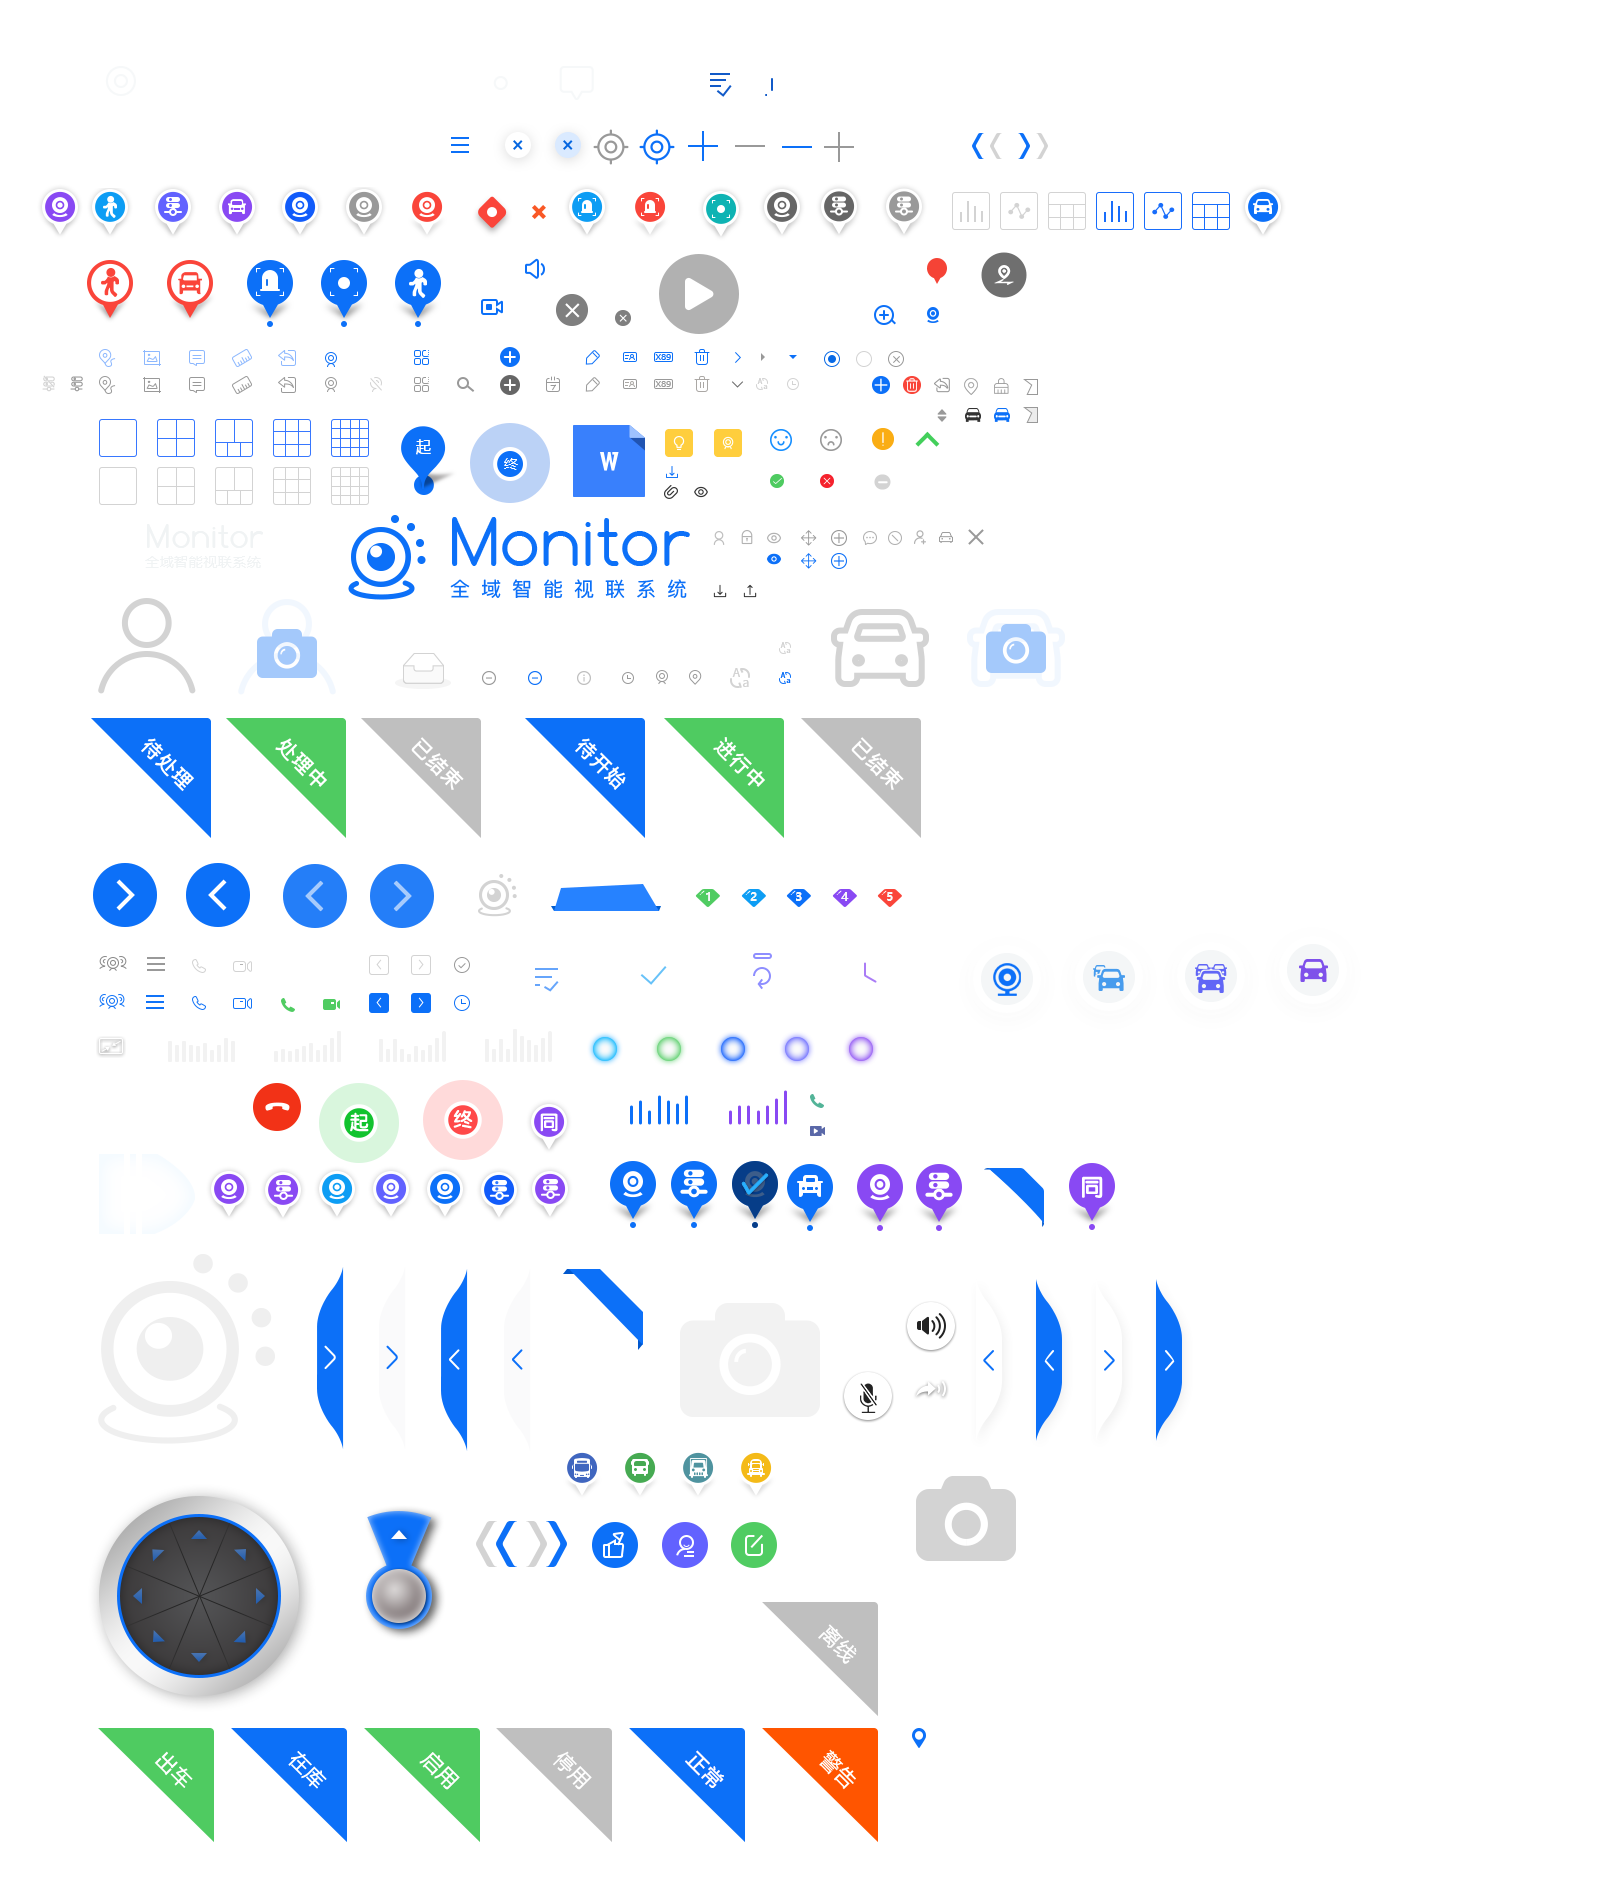 X89
X89
7
起
终
W
Monitor
全域智能视联系统
Monitor
全域智能视联系统
A
a
待处理
处理中
已结束
待开始
进行中
已结束
1
2
3
4
5
起
终
同
同
离线
出车
在库
启用
停用
正常
警告